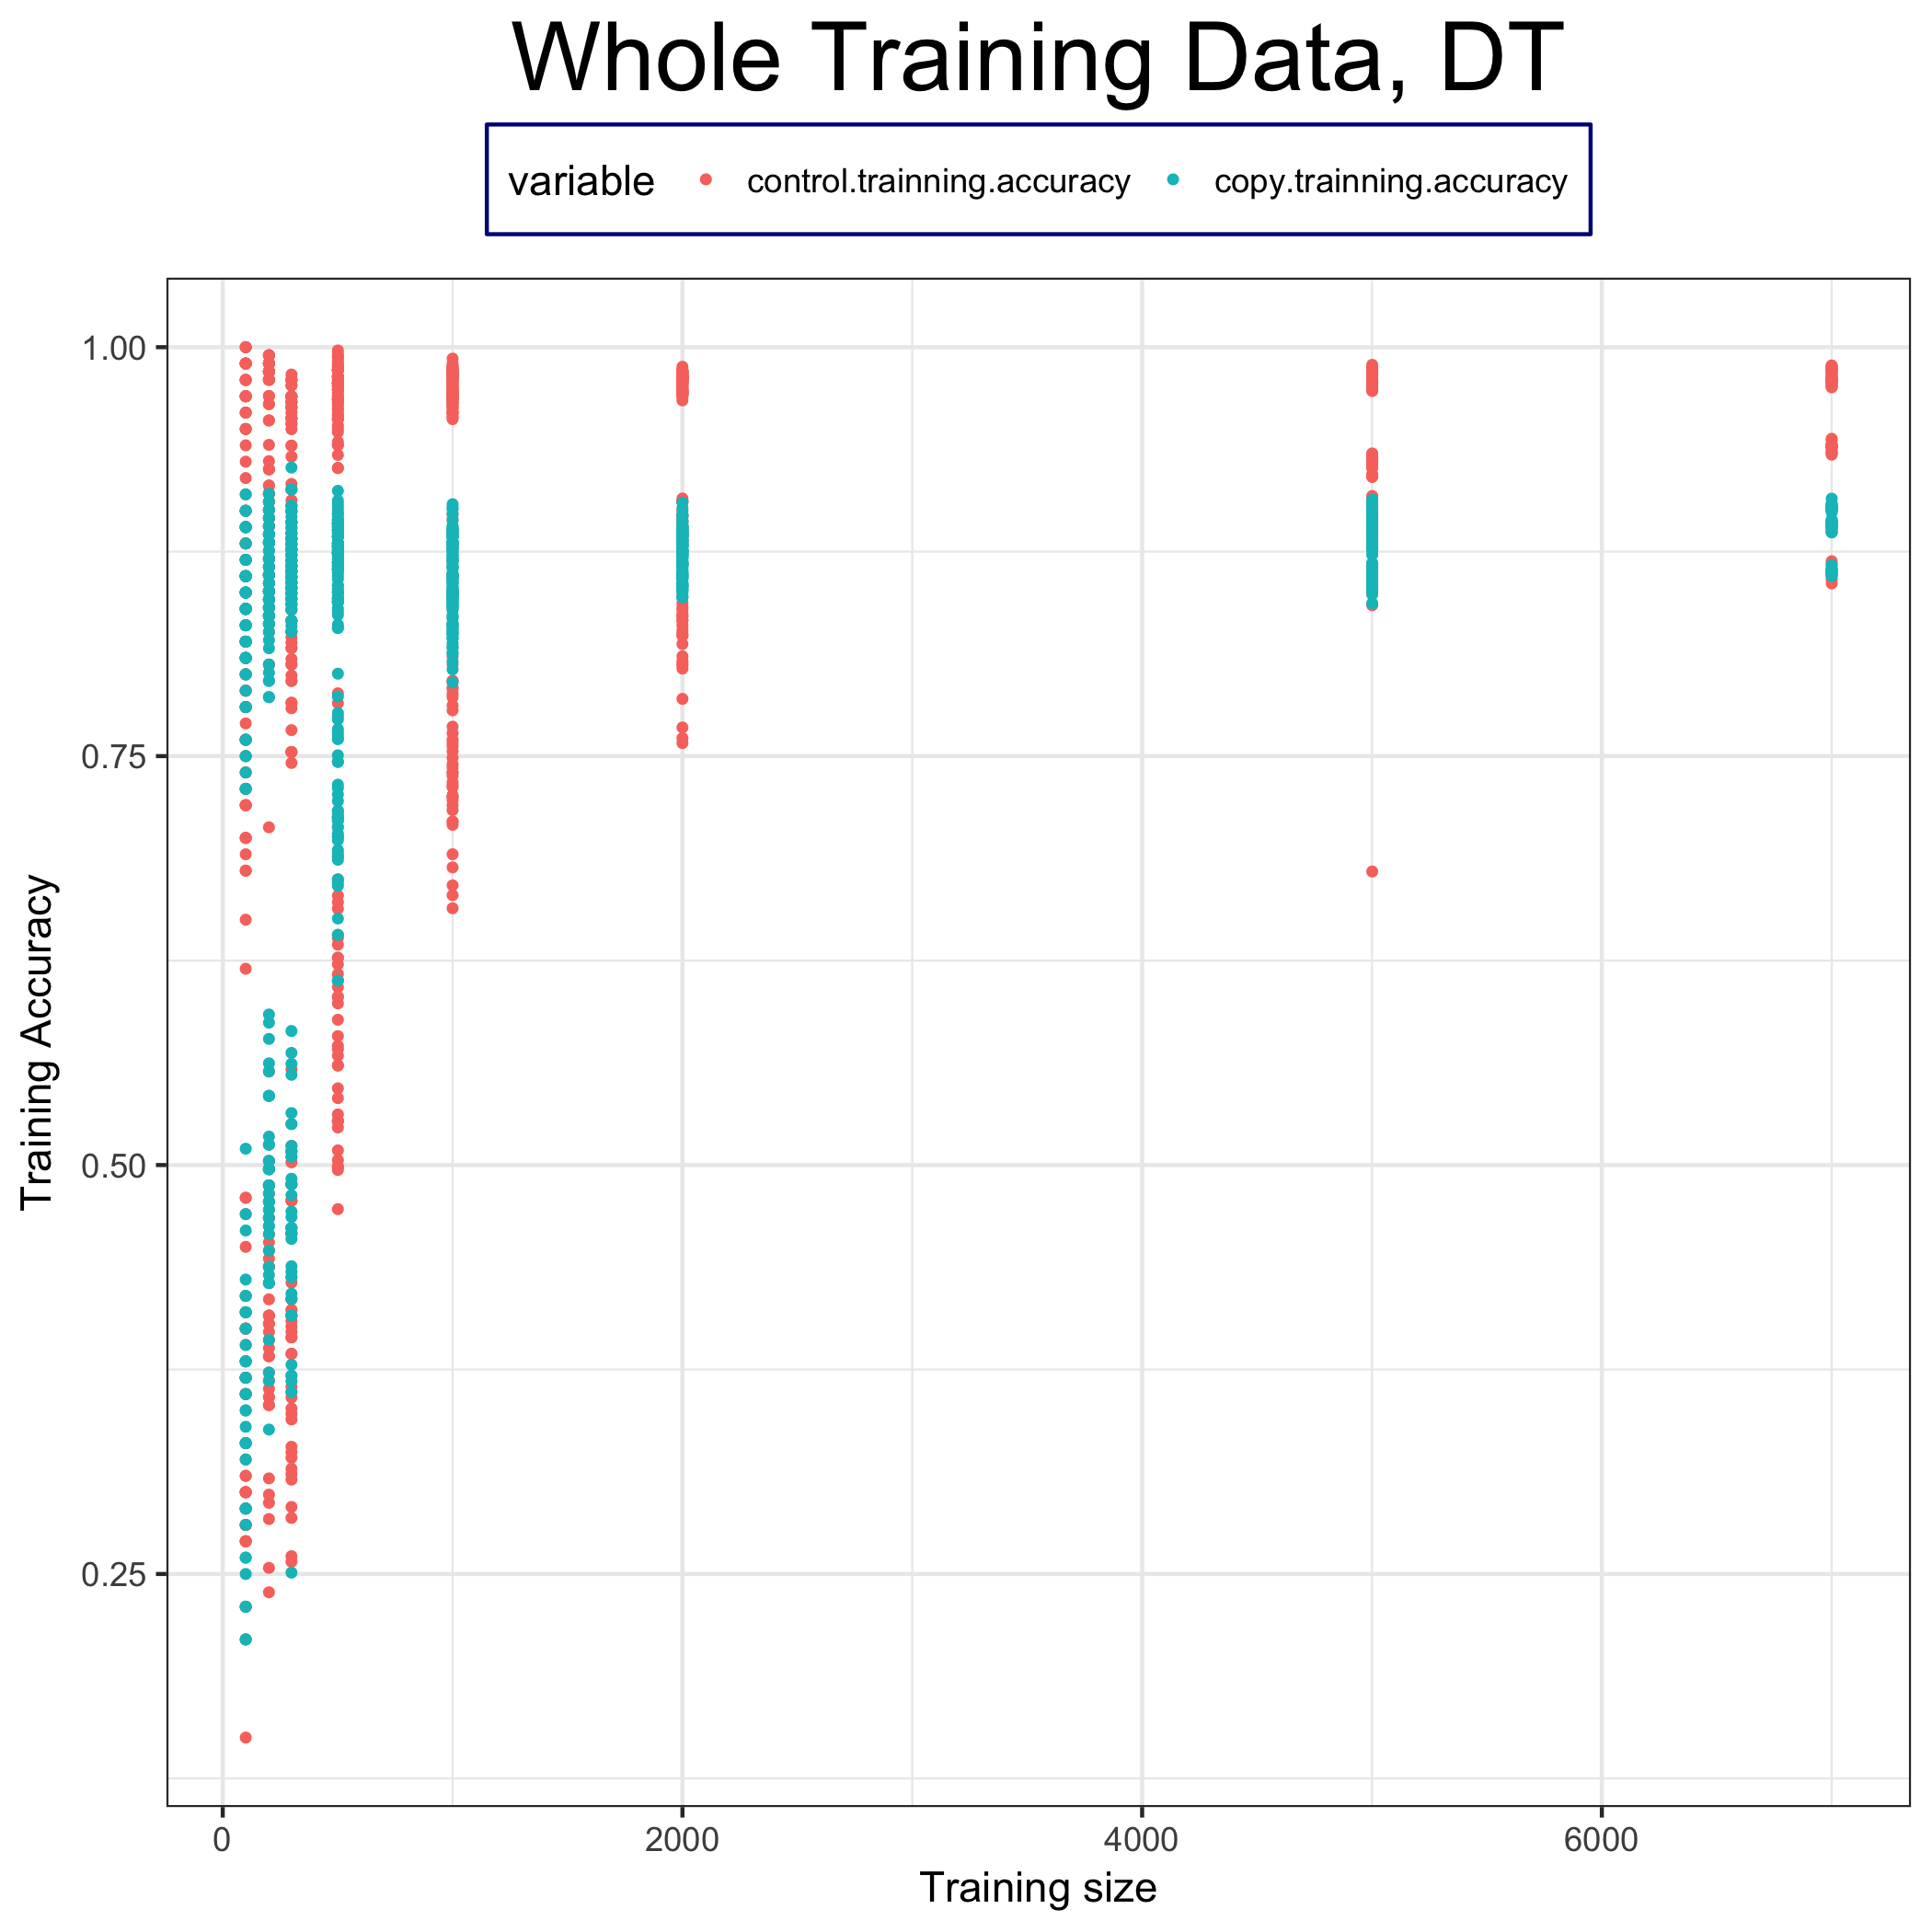 Whole Training Data, DT
variable control.trainning.accuracy copy.trainning.accuracy
1.00
0.75
0.50
0.25
Training Accuracy
0 2000 4000 6000
Training size